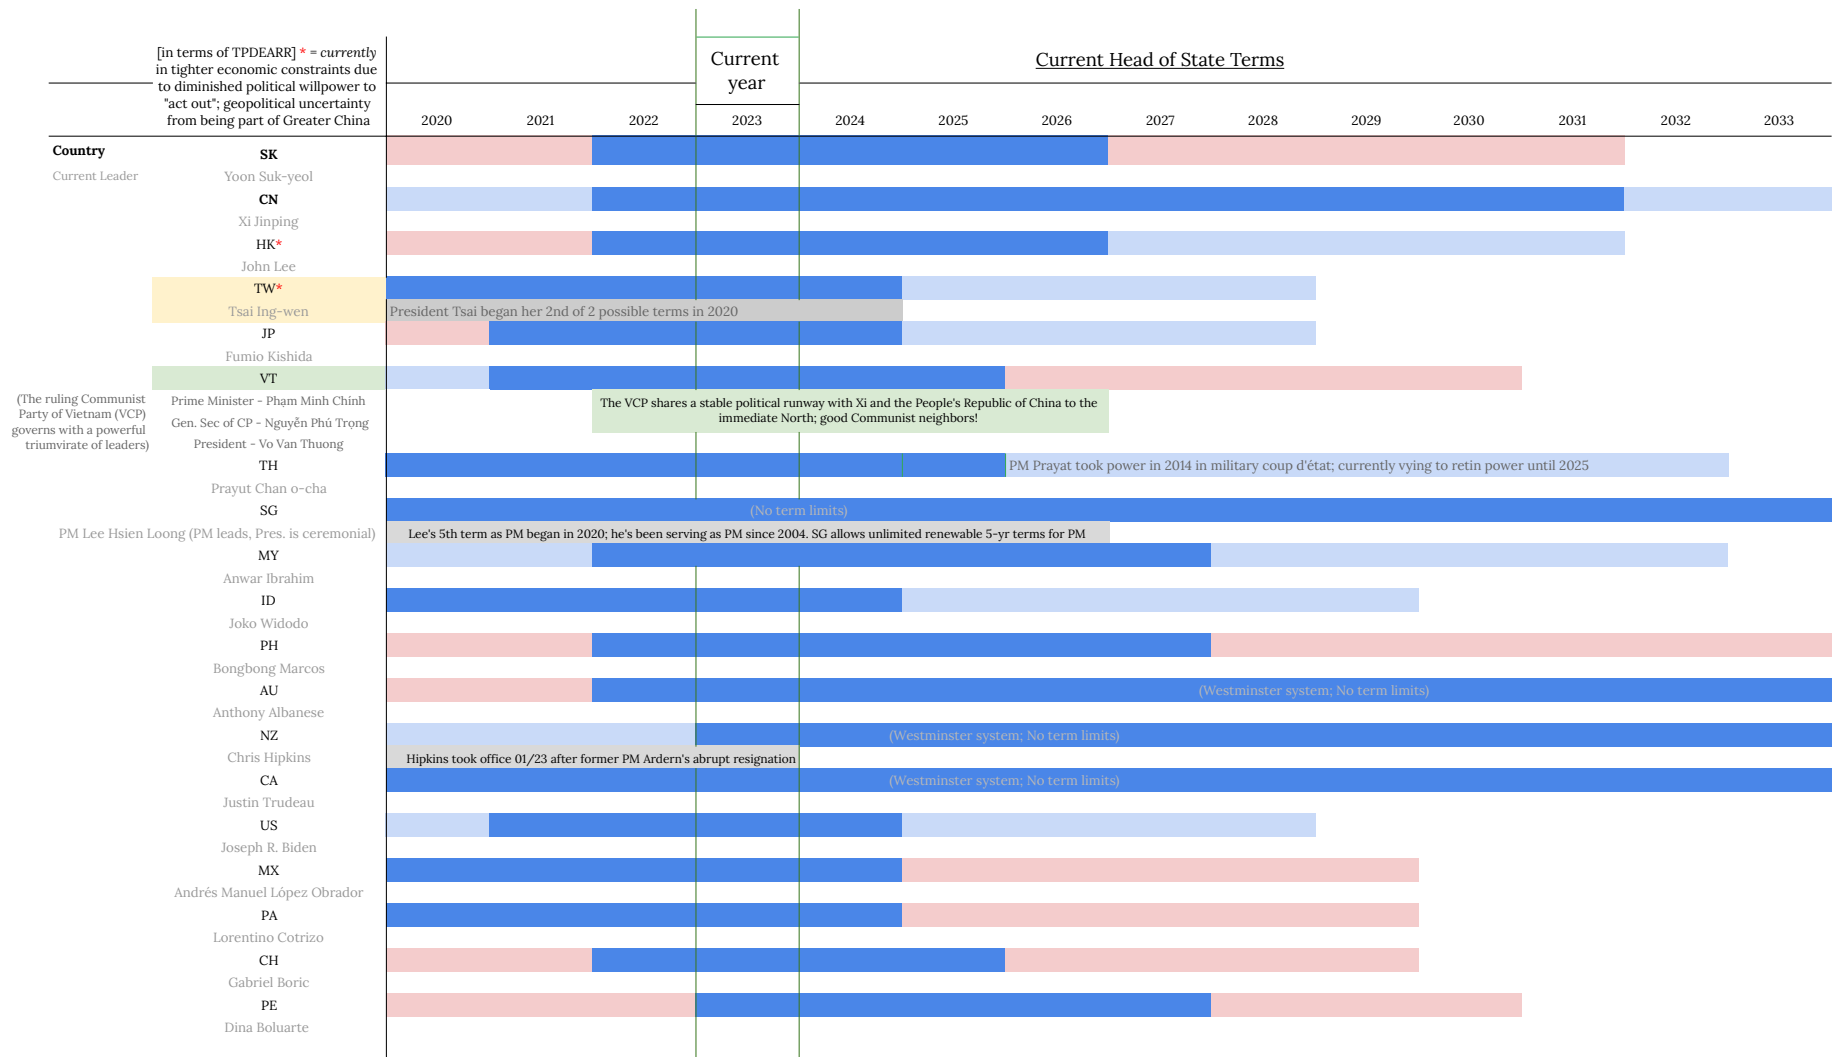 [in terms of TPDEARR] * = currently
in tighter economic constraints due
to diminished political willpower to
"act out"; geopolitical uncertainty
from being part of Greater China
Current
year
Current Head of State Terms
2020 2021 2022 2023 2024 2025 2026 2027 2028 2029 2030 2031 2032 2033
Country SK
Current Leader Yoon Suk-yeol
CN
Xi Jinping
HK*
John Lee
TW*
Tsai Ing-wen President Tsai began her 2nd of 2 possible terms in 2020
JP
Fumio Kishida
VT
(The ruling Communist
Party of Vietnam (VCP)
governs with a powerful
triumvirate of leaders)
Prime Minister - Phạm Minh Chính
Gen. Sec of CP - Nguyễn Phú Trọng
President - Vo Van Thuong
The VCP shares a stable political runway with Xi and the People's Republic of China to the
immediate North; good Communist neighbors!
TH PM Prayat took power in 2014 in military coup d'état; currently vying to retin power until 2025
Prayut Chan o-cha
SG (No term limits)
PM Lee Hsien Loong (PM leads, Pres. is ceremonial) Lee's 5th term as PM began in 2020; he's been serving as PM since 2004. SG allows unlimited renewable 5-yr terms for PM
MY
Anwar Ibrahim
ID
Joko Widodo
PH
Bongbong Marcos
AU (Westminster system; No term limits)
Anthony Albanese
NZ (Westminster system; No term limits)
Chris Hipkins Hipkins took office 01/23 after former PM Ardern's abrupt resignation
CA (Westminster system; No term limits)
Justin Trudeau
US
Joseph R. Biden
MX
Andrés Manuel López Obrador
PA
Lorentino Cotrizo
CH
Gabriel Boric
PE
Dina Boluarte